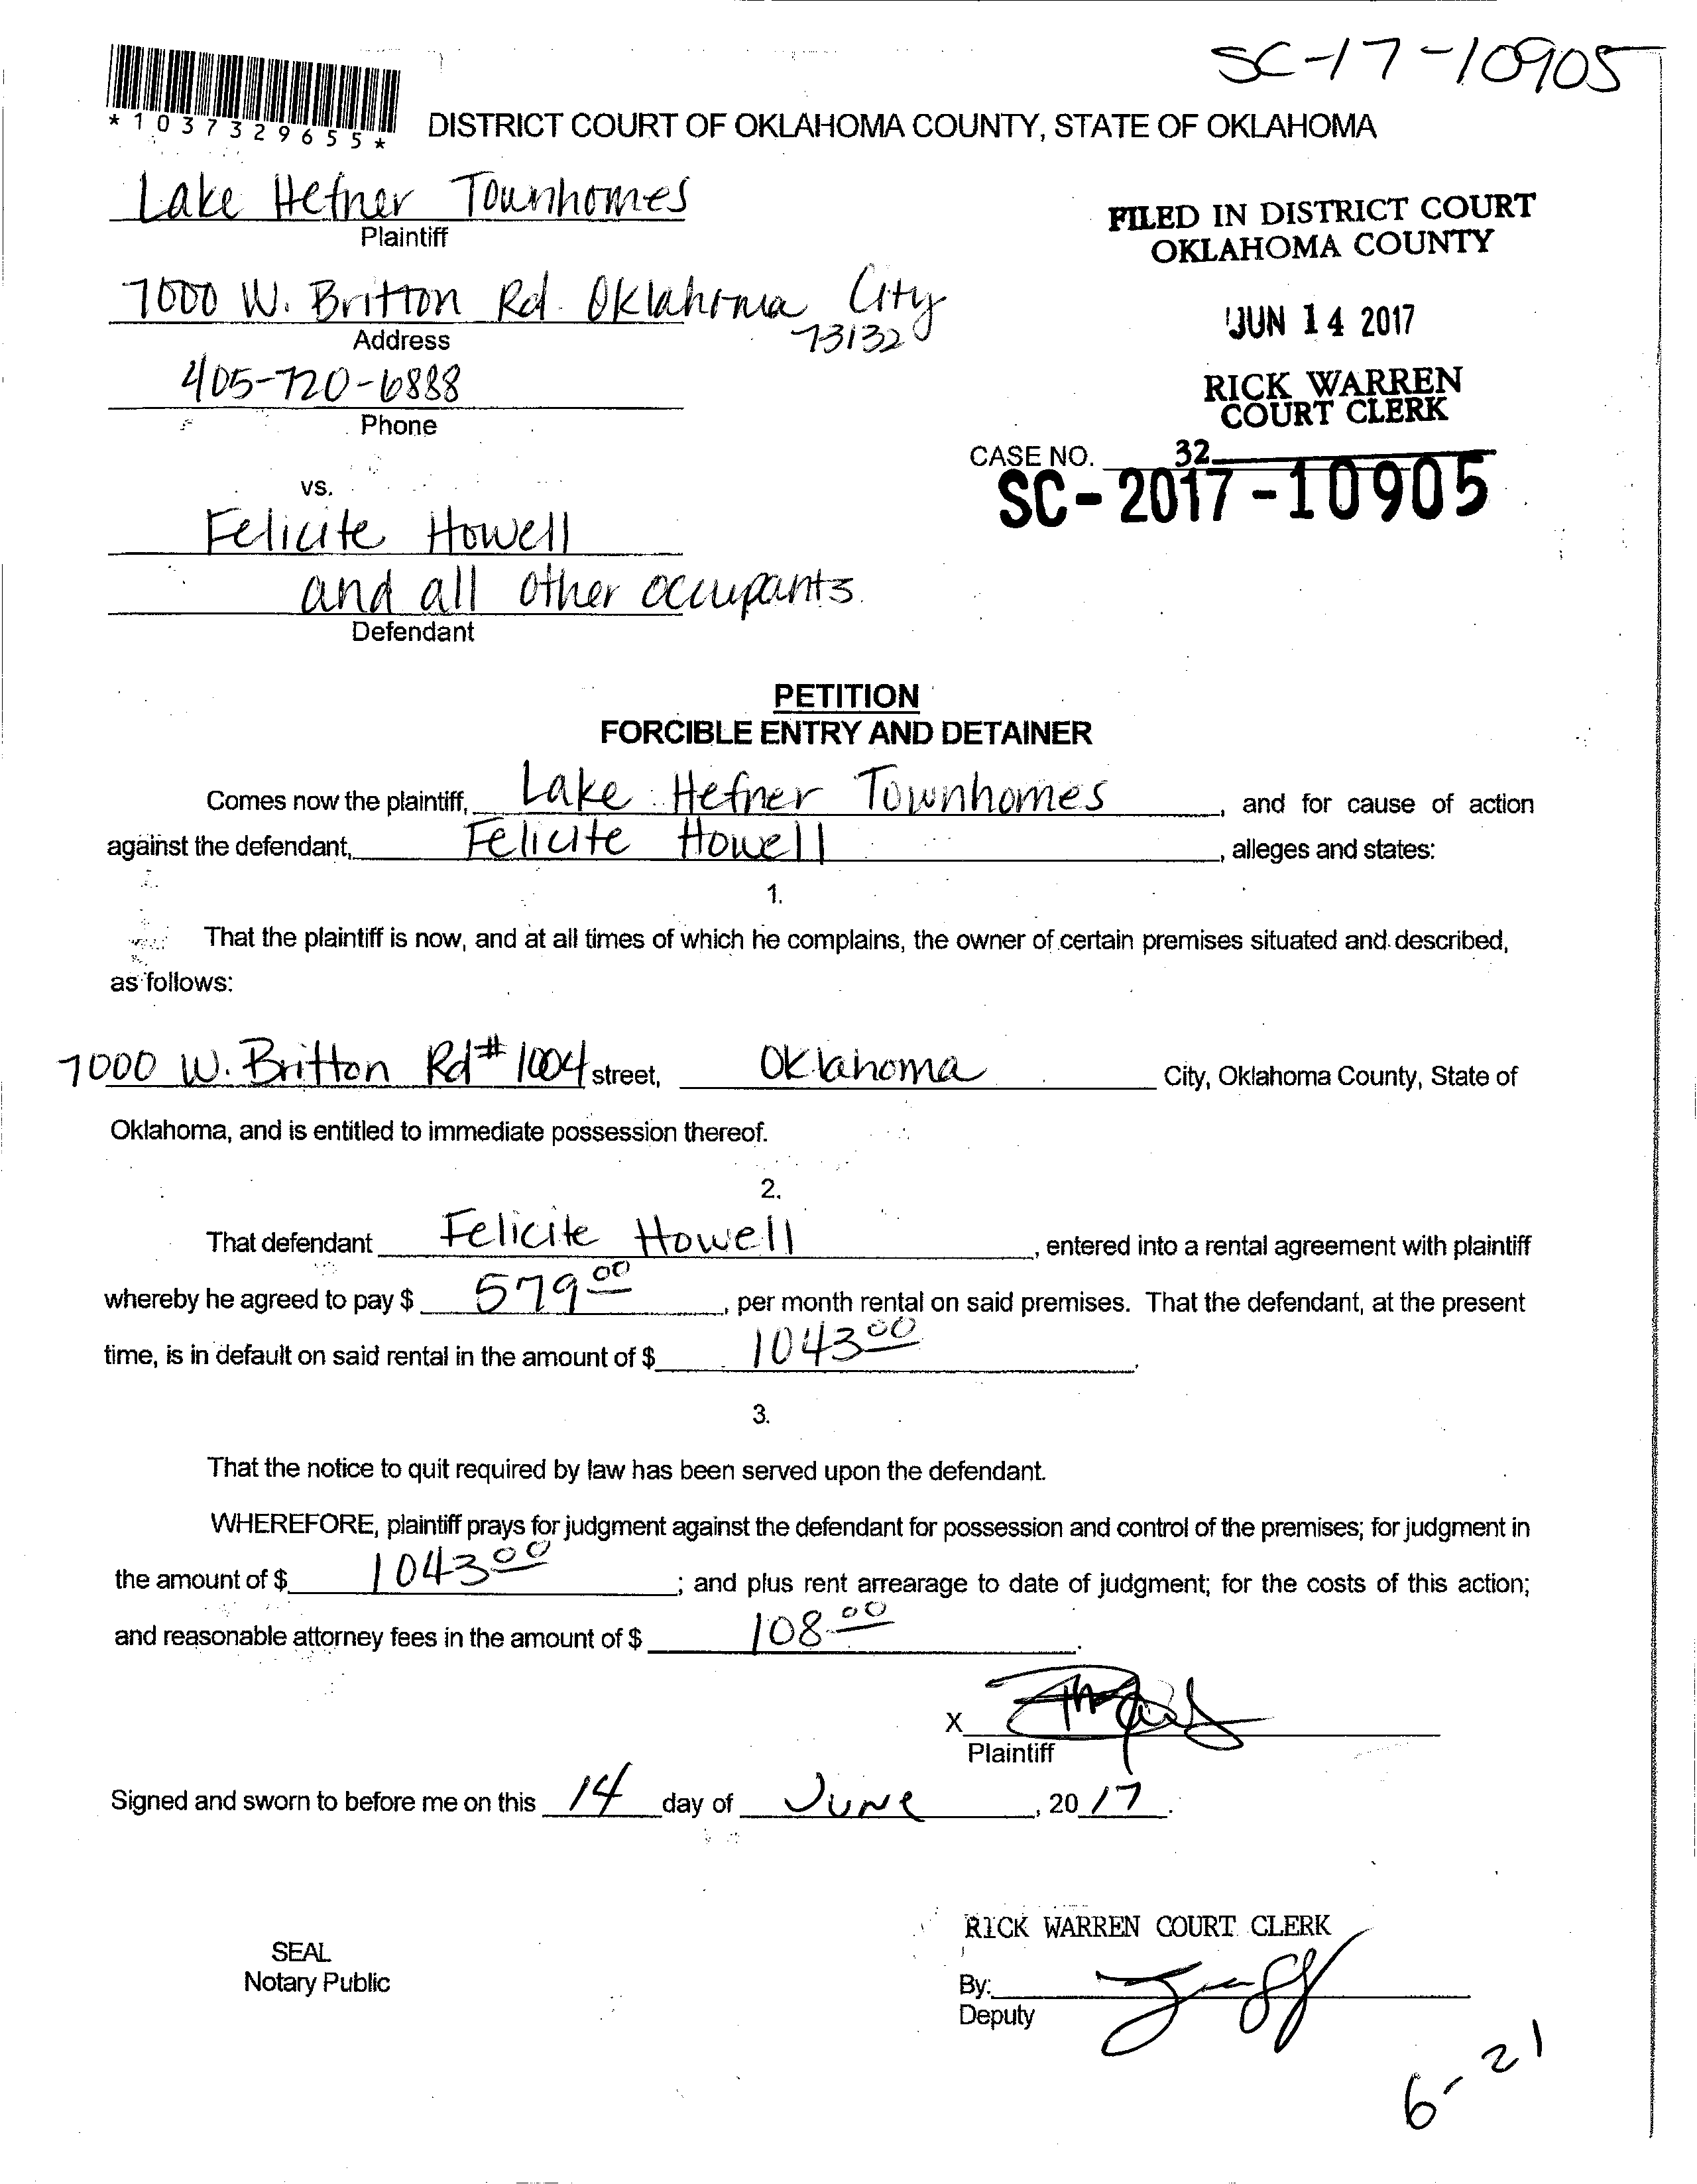 SC-17-10905
*1037329655*
DISTRICT COURT OF OKLAHOMA COUNTY, STATE OF OKLAHOMA
Lake Hefner Townhomes
Plaintiff
FILED IN DISTRICT COURT
OKLAHOMA COUNTY
7000 W. Britton Rd. Oklahoma City
73132
Address
JUN 14 2017
405-720-6888
Phone
RICK WARREN
COURT CLERK
CASE NO.
32
SC-2017-10905
vs.
Felicite Howell
and all other occupants.
Defendant
PETITION
FORCIBLE ENTRY AND DETAINER
Comes now the plaintiff, Lake Hefner Townhomes, and for cause of action
against the defendant, Felicite Howell, alleges and states:
1.
That the plaintiff is now, and at all times of which he complains, the owner of certain premises situated and described,
as follows:
7000 W. Britton Rd # 1004 street, Oklahoma City, Oklahoma County, State of
Oklahoma, and is entitled to immediate possession thereof.
2.
That defendant Felicite Howell, entered into a rental agreement with plaintiff
whereby he agreed to pay $ 579 00, per month rental on said premises. That the defendant, at the present
time, is in default on said rental in the amount of $ 1043 00.
3.
That the notice to quit required by law has been served upon the defendant.
WHEREFORE, plaintiff prays for judgment against the defendant for possession and control of the premises; for judgment in
the amount of $ 1043 00; and plus rent arrearage to date of judgment; for the costs of this action;
and reasonable attorney fees in the amount of $ 108 00.
X
Plaintiff
Signed and sworn to before me on this 14 day of June, 20 17.
RICK WARREN COURT CLERK
SEAL
Notary Public
By:
Deputy
6-21